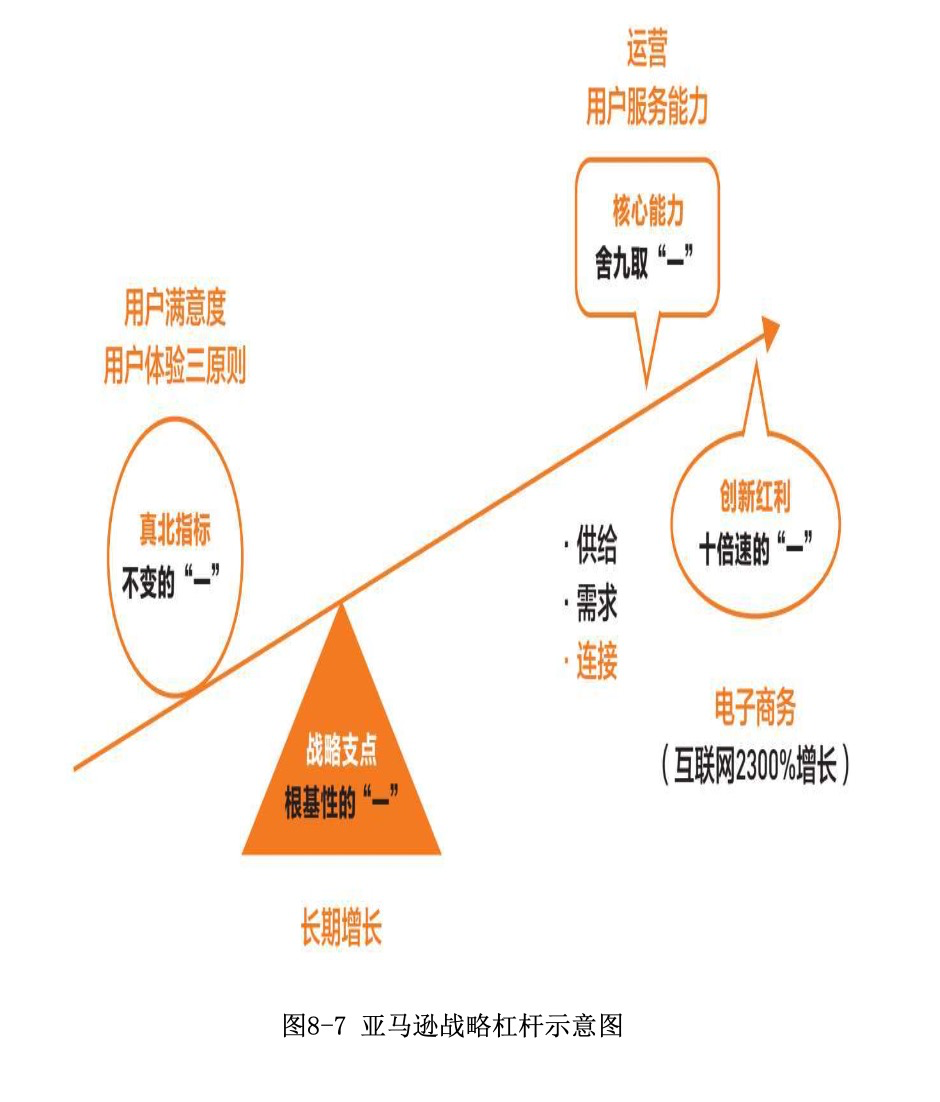 运营
用户服务能力
核心能力
舍九取“一”
用户满意度
用户体验三原则
真北指标
不变的“一”
创新红利
十倍速的“一”
·供给
·需求
·连接
电子商务
（互联网2300%增长）
战略支点
根基性的“一”
长期增长
图8-7 亚马逊战略杠杆示意图